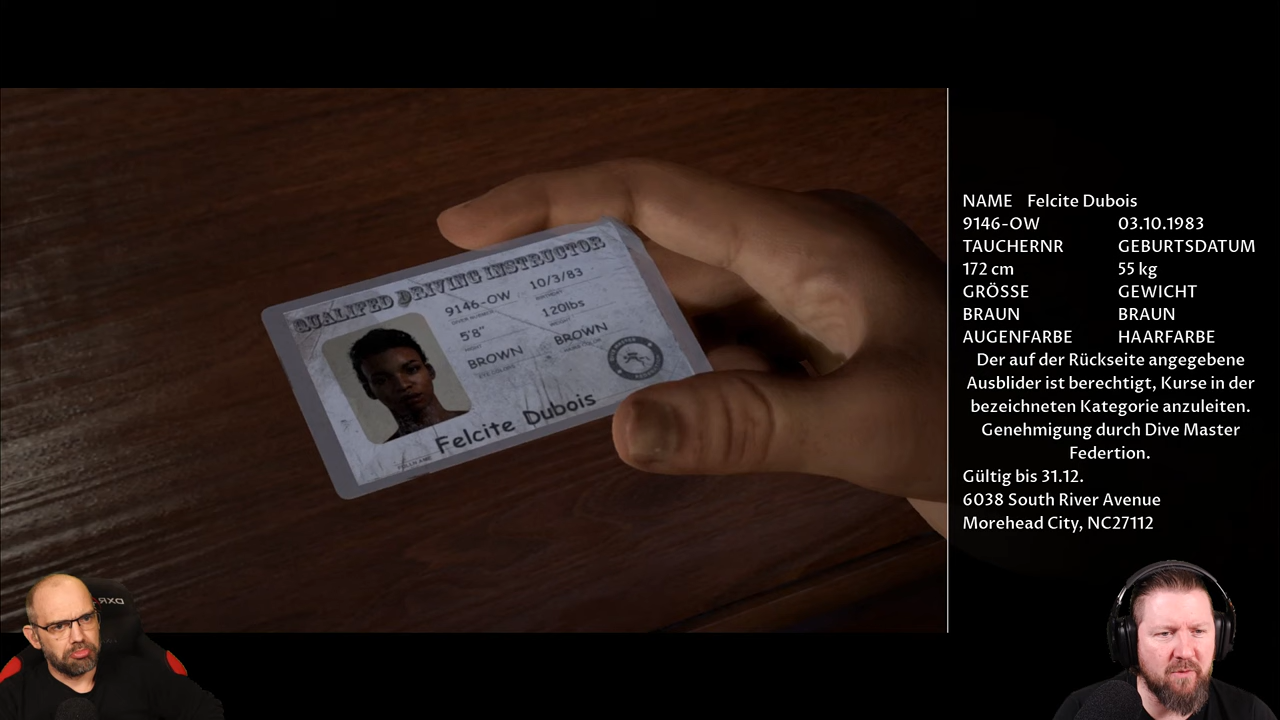 QUALIFED DRIVING INSTRUCTOR
9146-OW 10/3/83
5'8" 120lbs
BROWN BROWN
EYE COLORS
Felcite Dubois
NAME Felcite Dubois
9146-OW 03.10.1983
TAUCHERNR GEBURTSDATUM
172 cm 55 kg
GRÖSSE GEWICHT
BRAUN BRAUN
AUGENFARBE HAARFARBE
Der auf der Rückseite angegebene
Ausblider ist berechtigt, Kurse in der
bezeichneten Kategorie anzuleiten.
Genehmigung durch Dive Master
Federtion.
Gültig bis 31.12.
6038 South River Avenue
Morehead City, NC27112